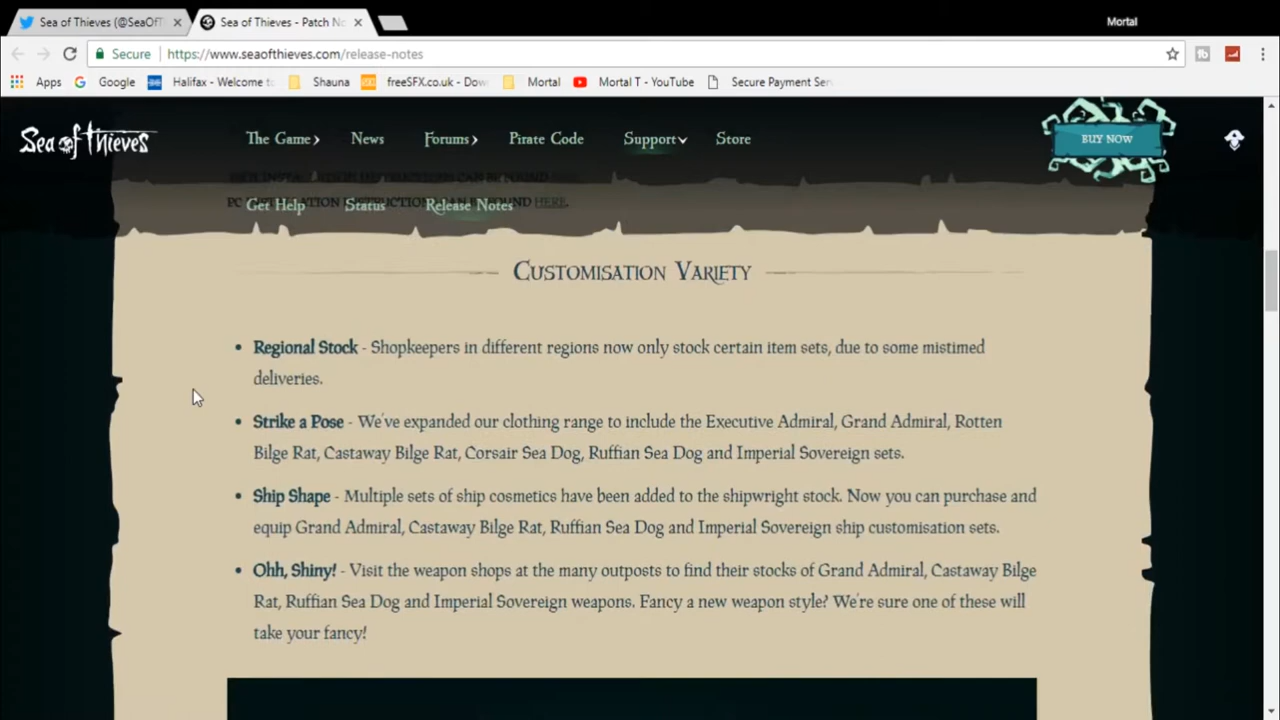 Sea of Thieves (@SeaOfT
Sea of Thieves - Patch No
Mortal
Secure
https://www.seaofthieves.com/release-notes
Apps
Google
Halifax - Welcome to
Shauna
freeSFX.co.uk - Dow
Mortal
Mortal T - YouTube
Secure Payment Ser
Sea of Thieves
The Game
News
Forums
Pirate Code
Support
Store
BUY NOW
CAN BE FOUND HERE.
Get Help
Status
Release Notes
Customisation Variety
• Regional Stock - Shopkeepers in different regions now only stock certain item sets, due to some mistimed
deliveries.
• Strike a Pose - We've expanded our clothing range to include the Executive Admiral, Grand Admiral, Rotten
Bilge Rat, Castaway Bilge Rat, Corsair Sea Dog, Ruffian Sea Dog and Imperial Sovereign sets.
• Ship Shape - Multiple sets of ship cosmetics have been added to the shipwright stock. Now you can purchase and
equip Grand Admiral, Castaway Bilge Rat, Ruffian Sea Dog and Imperial Sovereign ship customisation sets.
• Ohh, Shiny! - Visit the weapon shops at the many outposts to find their stocks of Grand Admiral, Castaway Bilge
Rat, Ruffian Sea Dog and Imperial Sovereign weapons. Fancy a new weapon style? We're sure one of these will
take your fancy!